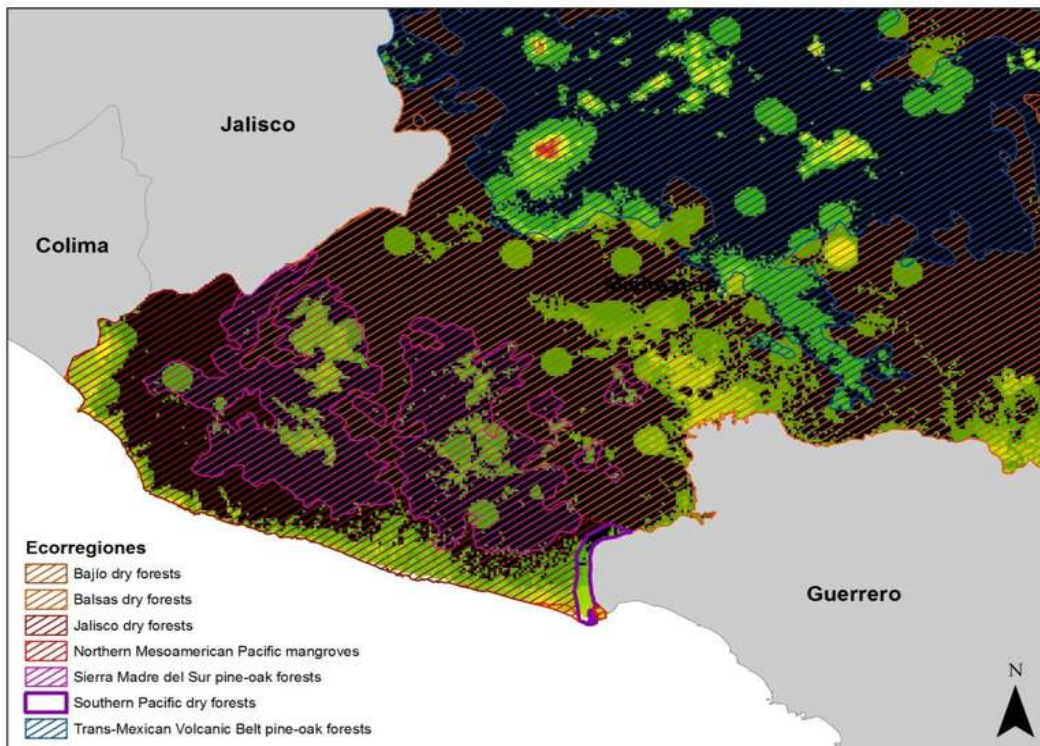 Jalisco
Colima
Guerrero
N
Ecorregiones
Bajío dry forests
Balsas dry forests
Jalisco dry forests
Northern Mesoamerican Pacific mangroves
Sierra Madre del Sur pine-oak forests
Southern Pacific dry forests
Trans-Mexican Volcanic Belt pine-oak forests